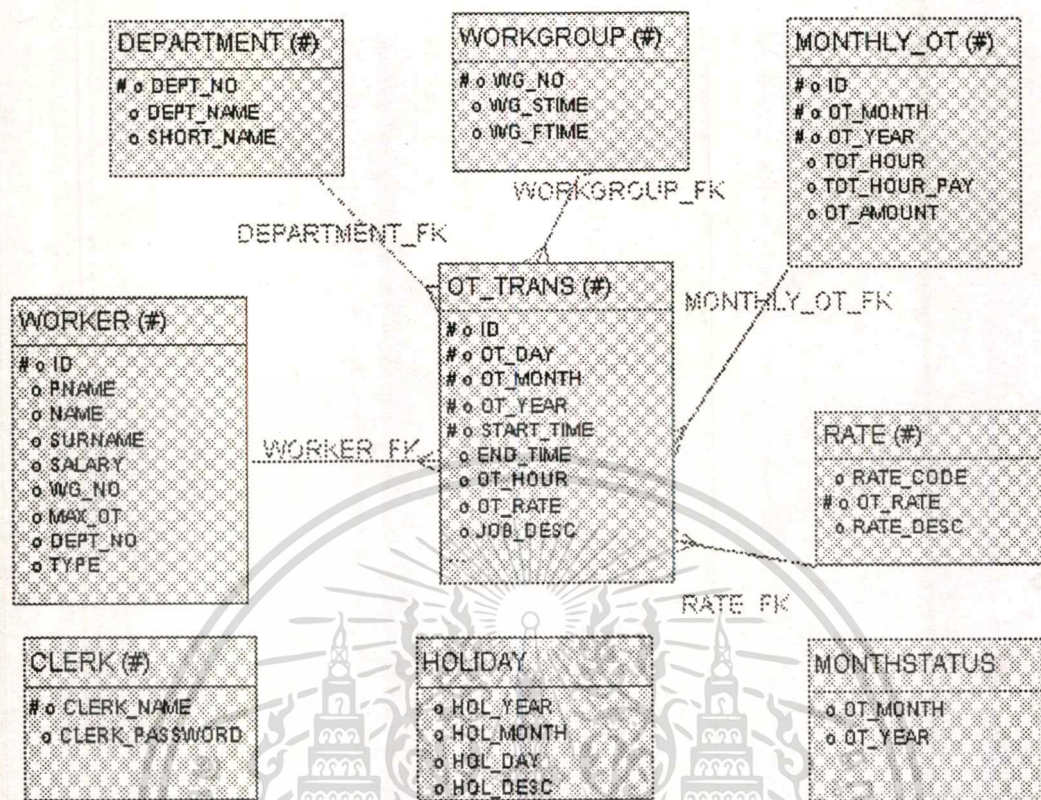 DEPARTMENT (#)
# o DEPT_NO
o DEPT_NAME
o SHORT_NAME
WORKGROUP (#)
# o WG_NO
o WG_STIME
o WG_FTIME
MONTHLY_OT (#)
# o ID
# o OT_MONTH
# o OT_YEAR
o TOT_HOUR
o TOT_HOUR_PAY
o OT_AMOUNT
WORKGROUP_FK
DEPARTMENT_FK
MONTHLY_OT_FK
OT_TRANS (#)
# o ID
# o OT_DAY
# o OT_MONTH
# o OT_YEAR
# o START_TIME
o END_TIME
o OT_HOUR
o OT_RATE
o JOB_DESC
...
WORKER (#)
# o ID
o PNAME
o NAME
o SURNAME
o SALARY
o WG_NO
o MAX_OT
o DEPT_NO
o TYPE
WORKER_FK
RATE (#)
o RATE_CODE
# o OT_RATE
o RATE_DESC
RATE_FK
CLERK (#)
# o CLERK_NAME
o CLERK_PASSWORD
HOLIDAY
o HOL_YEAR
o HOL_MONTH
o HOL_DAY
o HOL_DESC
MONTHSTATUS
o OT_MONTH
o OT_YEAR